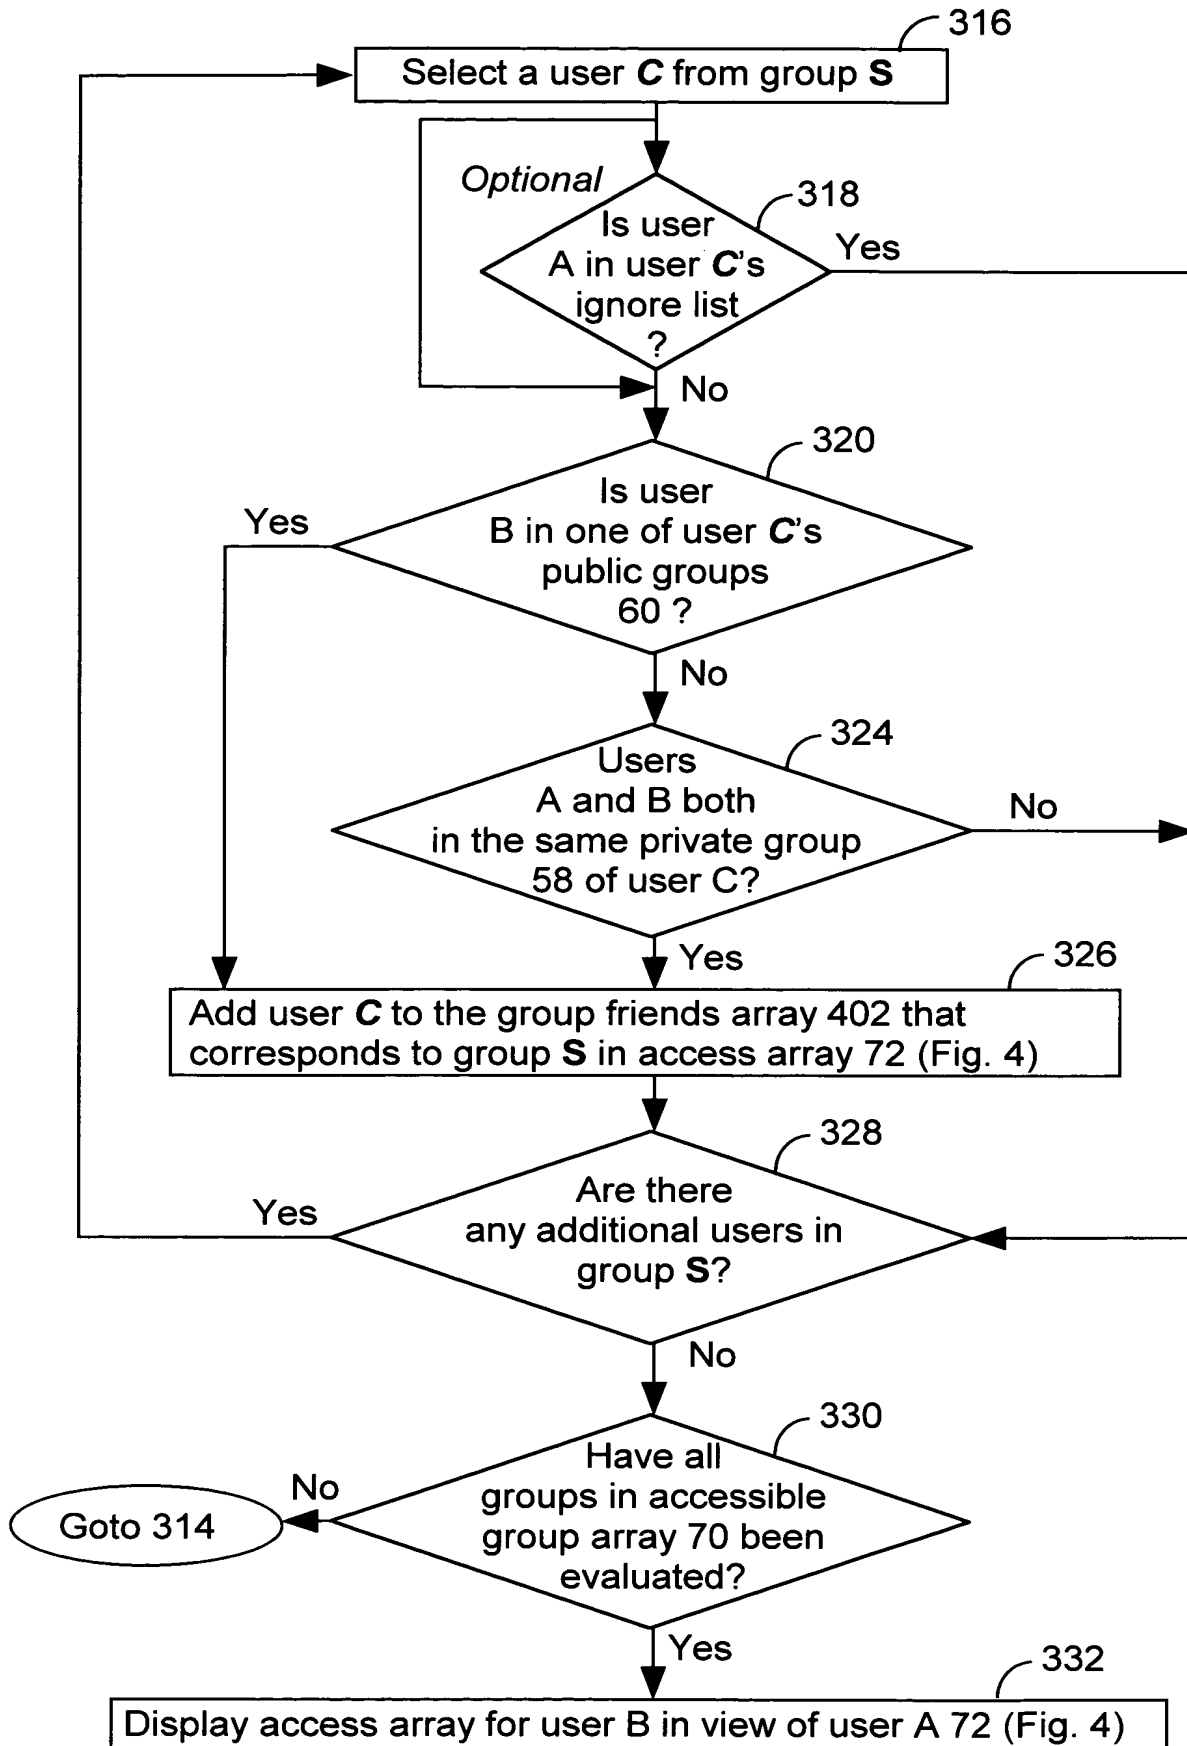 316
Select a user C from group S
Optional
318
Is user
A in user C's
ignore list
?
Yes
No
320
Is user
B in one of user C's
public groups
60 ?
Yes
No
324
Users
A and B both
in the same private group
58 of user C?
No
Yes
326
Add user C to the group friends array 402 that
corresponds to group S in access array 72 (Fig. 4)
328
Are there
any additional users in
group S?
Yes
No
330
Have all
groups in accessible
group array 70 been
evaluated?
No
Goto 314
Yes
332
Display access array for user B in view of user A 72 (Fig. 4)